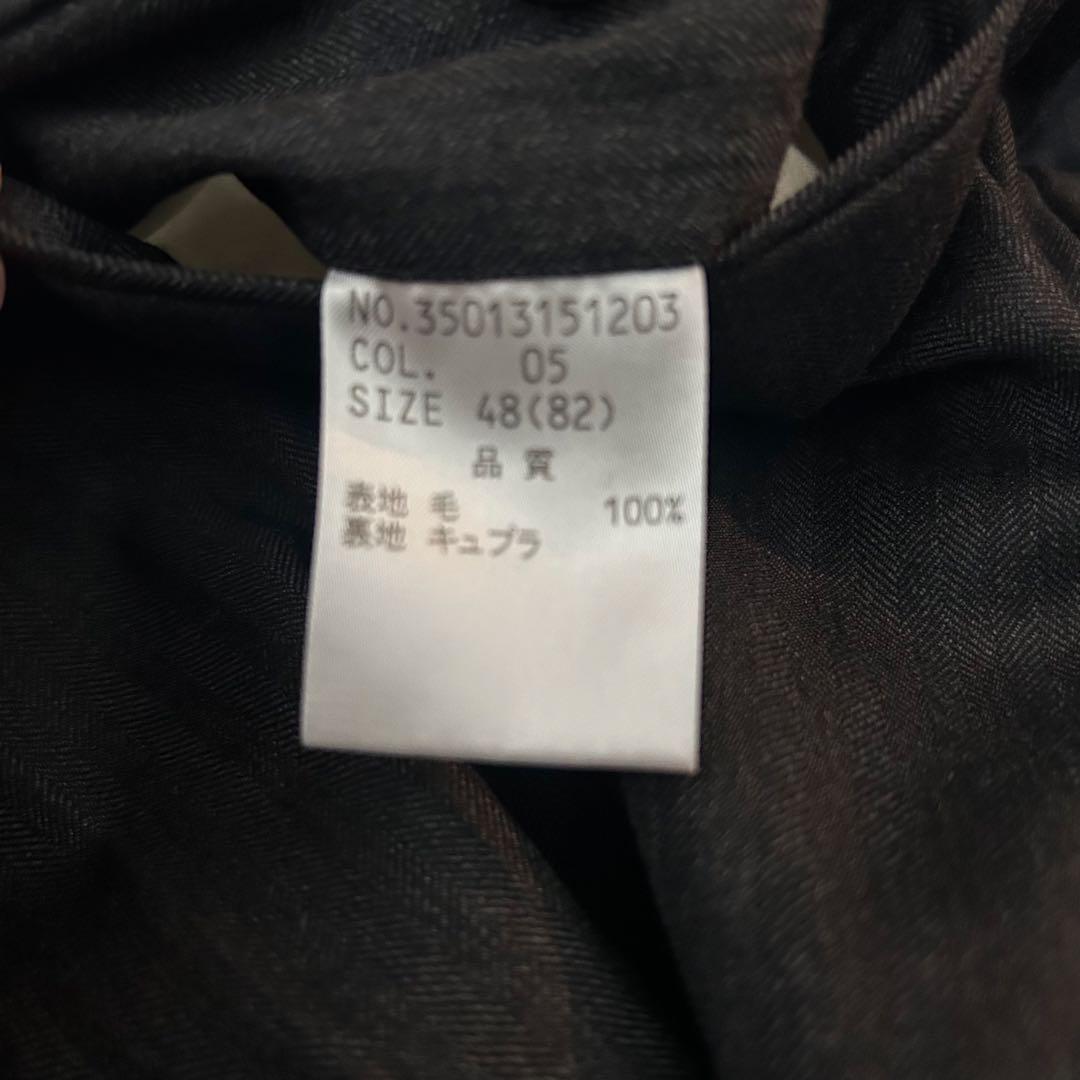 NO.35013151203
COL. 05
SIZE 48(82)
品質
表地 毛 100%
裏地 キュプラ